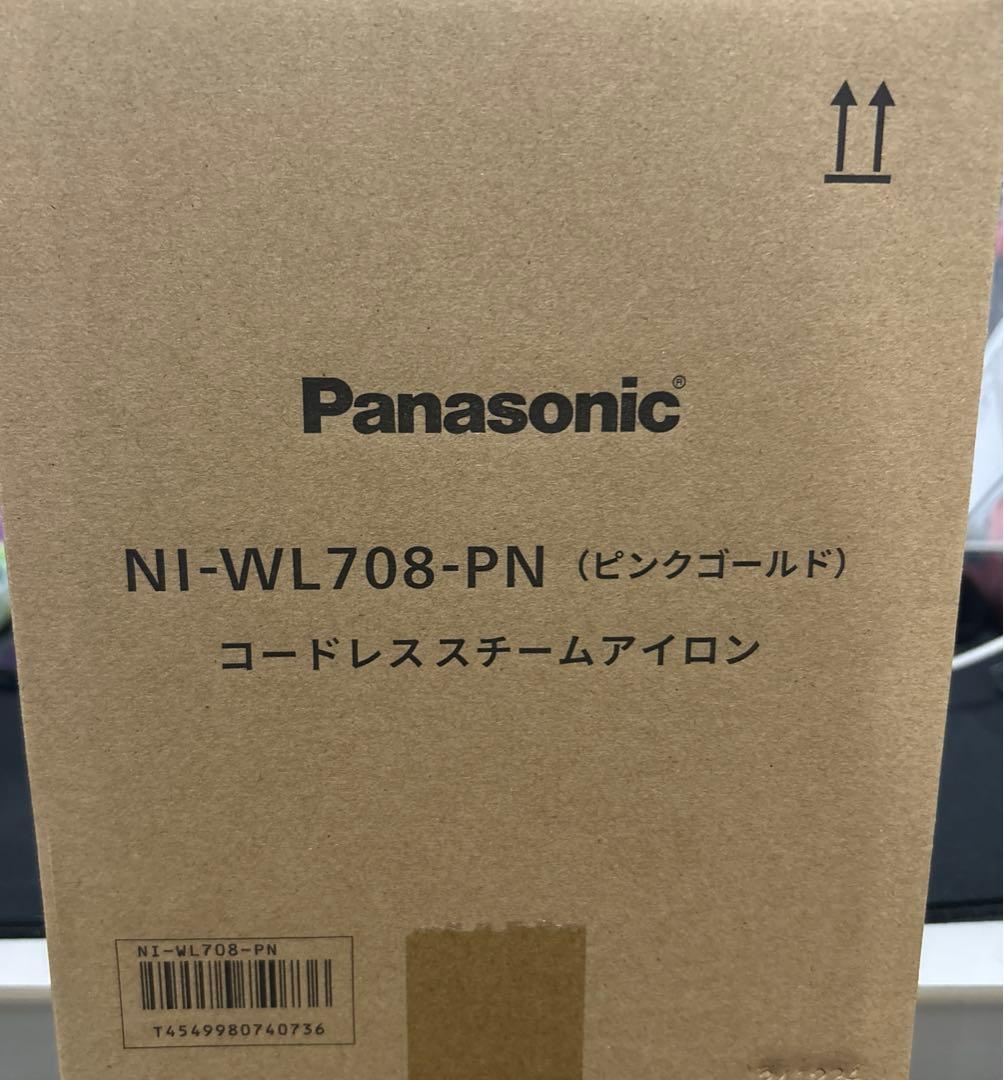 Panasonic®
NI-WL708-PN（ピンクゴールド）
コードレス スチームアイロン
NI-WL708-PN
T4549980740736